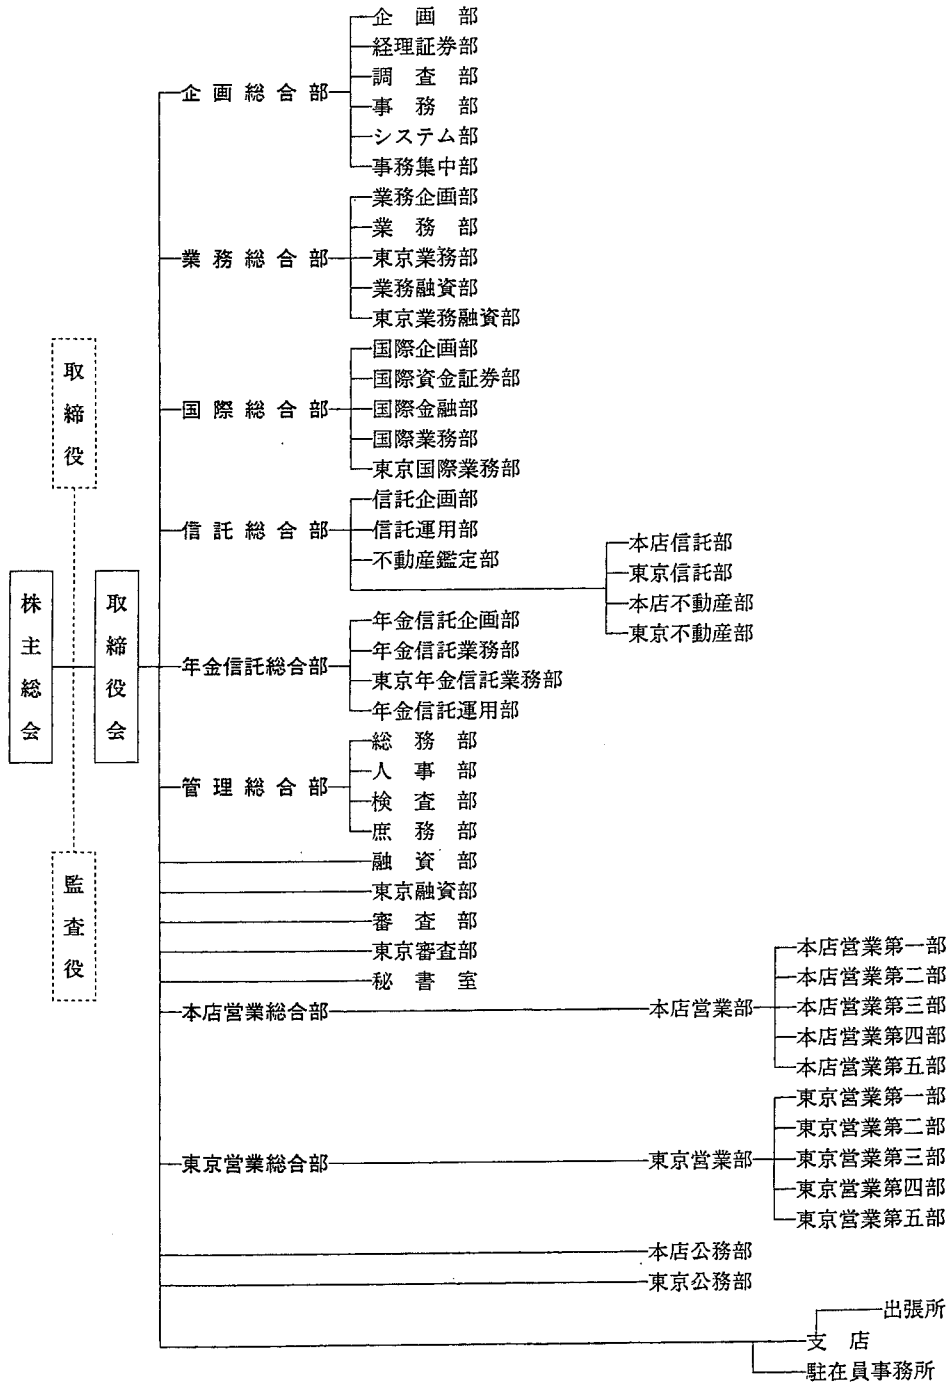 取締役
株主総会
取締役会
監査役
企画総合部
企画部
経理証券部
調査部
事務部
システム部
事務集中部
業務総合部
業務企画部
業務部
東京業務部
業務融資部
東京業務融資部
国際総合部
国際企画部
国際資金証券部
国際金融部
国際業務部
東京国際業務部
信託総合部
信託企画部
信託運用部
不動産鑑定部
本店信託部
東京信託部
本店不動産部
東京不動産部
年金信託総合部
年金信託企画部
年金信託業務部
東京年金信託業務部
年金信託運用部
管理総合部
総務部
人事部
検査部
庶務部
融資部
東京融資部
審査部
東京審査部
秘書室
本店営業総合部
本店営業部
本店営業第一部
本店営業第二部
本店営業第三部
本店営業第四部
本店営業第五部
東京営業総合部
東京営業部
東京営業第一部
東京営業第二部
東京営業第三部
東京営業第四部
東京営業第五部
本店公務部
東京公務部
出張所
支店
駐在員事務所